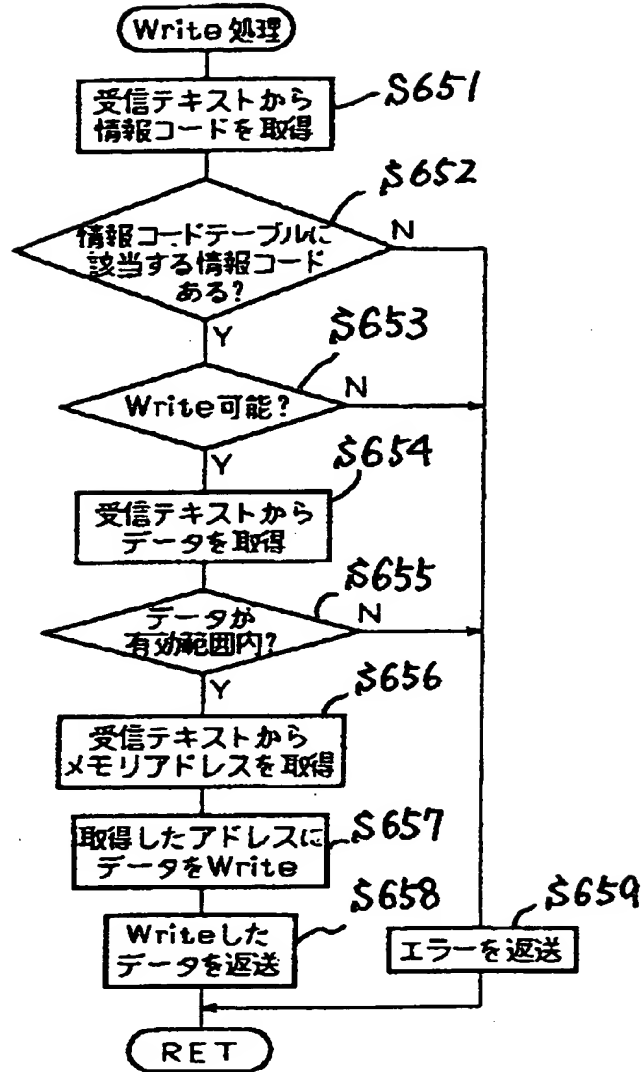 Write 処理
受信テキストから
情報コードを取得
S651
情報コードテーブルに
該当する情報コード
ある?
S652
N
Y
Write可能?
S653
N
Y
受信テキストから
データを取得
S654
データが
有効範囲内?
S655
N
Y
受信テキストから
メモリアドレスを取得
S656
取得したアドレスに
データをWrite
S657
Writeした
データを返送
S658
エラーを返送
S659
RET